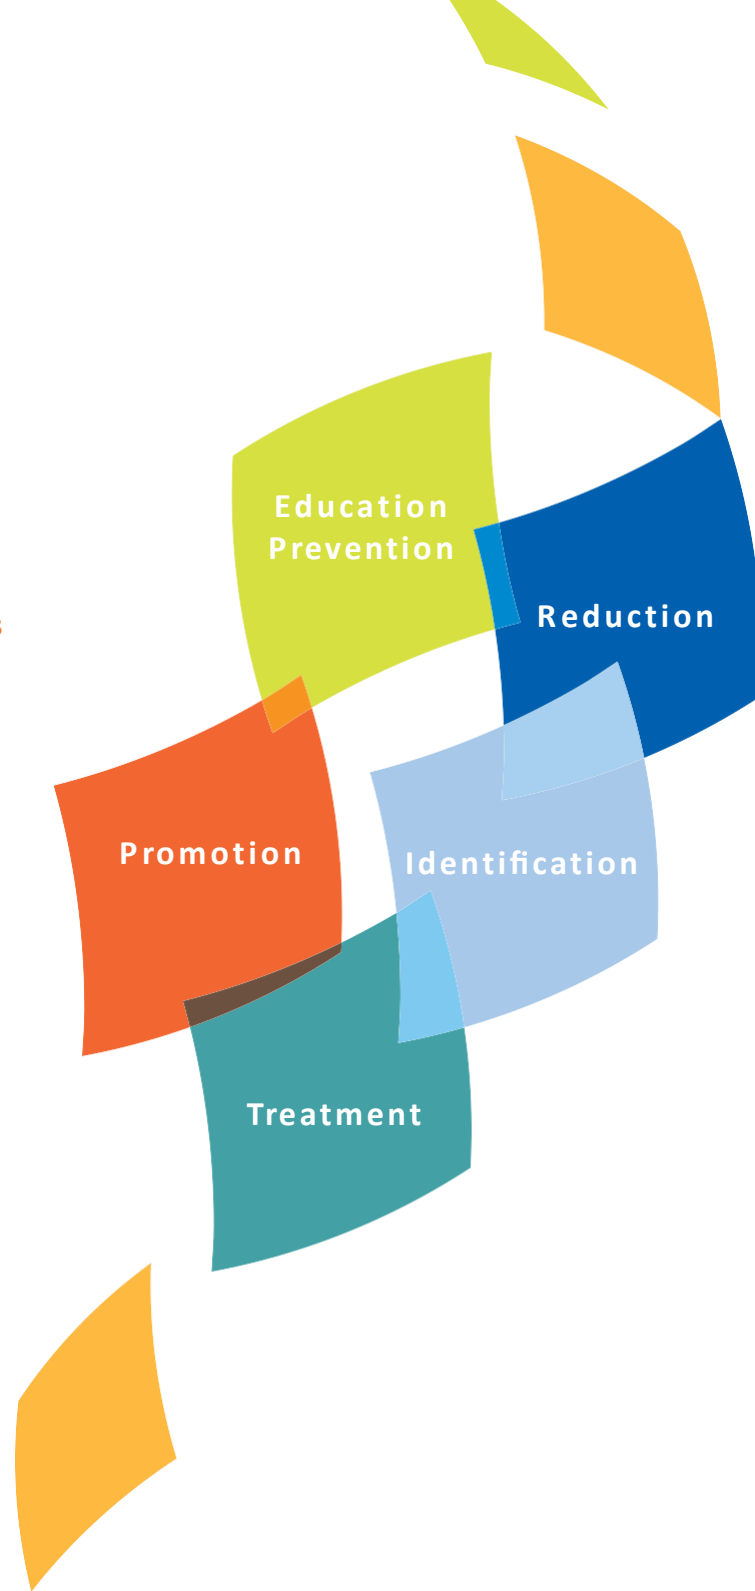 Education
Prevention
Reduction
Promotion
Identification
Treatment